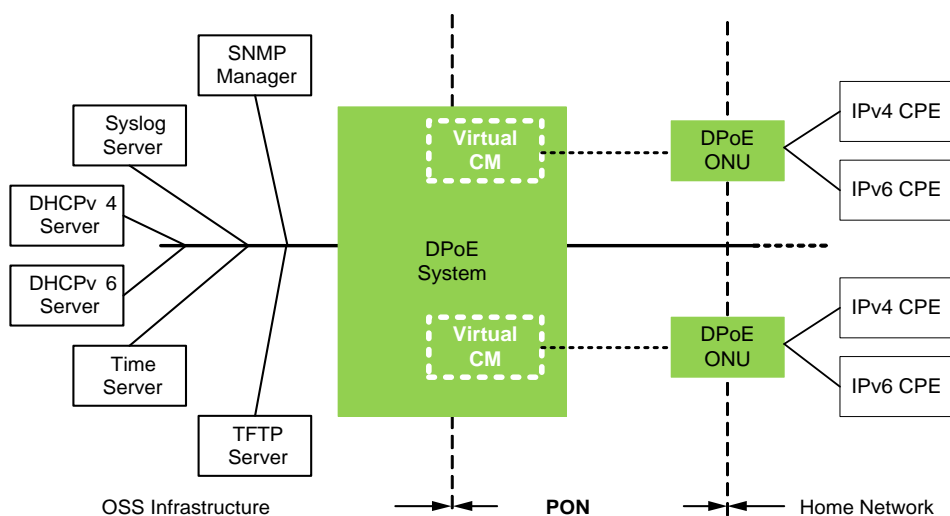 SNMP
Manager
Syslog
Server
DHCPv 4
Server
DHCPv 6
Server
Time
Server
TFTP
Server
Virtual
CM
DPoE
System
Virtual
CM
DPoE
ONU
IPv4 CPE
IPv6 CPE
DPoE
ONU
IPv4 CPE
IPv6 CPE
OSS Infrastructure
PON
Home Network